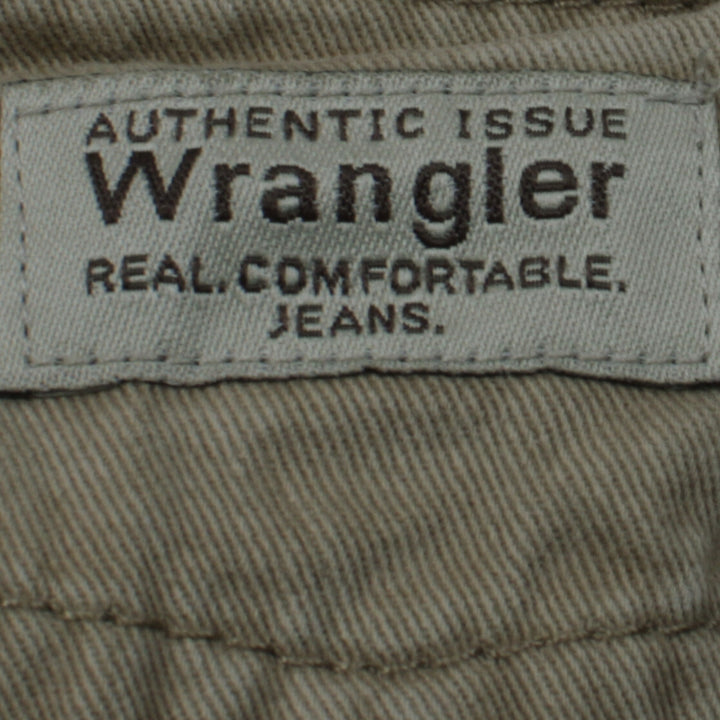 AUTHENTIC ISSUE
Wrangler
REAL.COMFORTABLE.
JEANS.